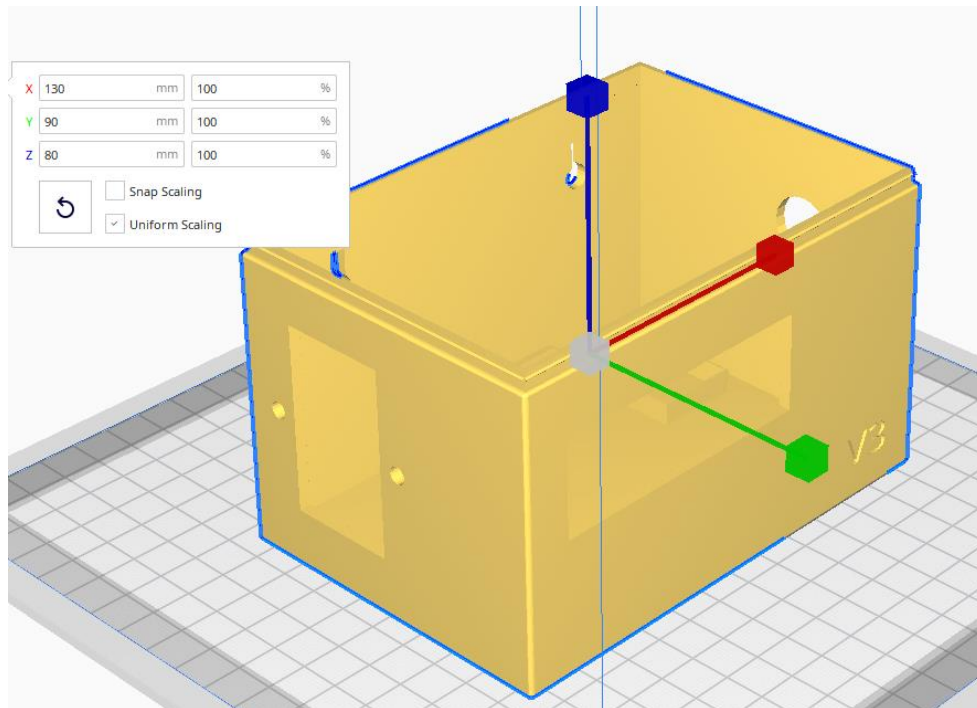 X 130 mm 100 %
Y 90 mm 100 %
Z 80 mm 100 %
Snap Scaling
Uniform Scaling
V3